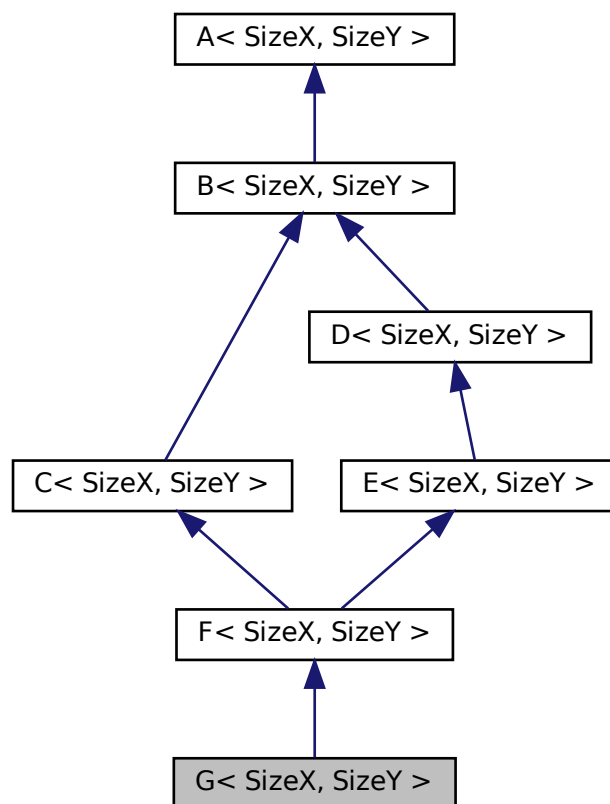 A< SizeX, SizeY >
B< SizeX, SizeY >
D< SizeX, SizeY >
C< SizeX, SizeY >
E< SizeX, SizeY >
F< SizeX, SizeY >
G< SizeX, SizeY >